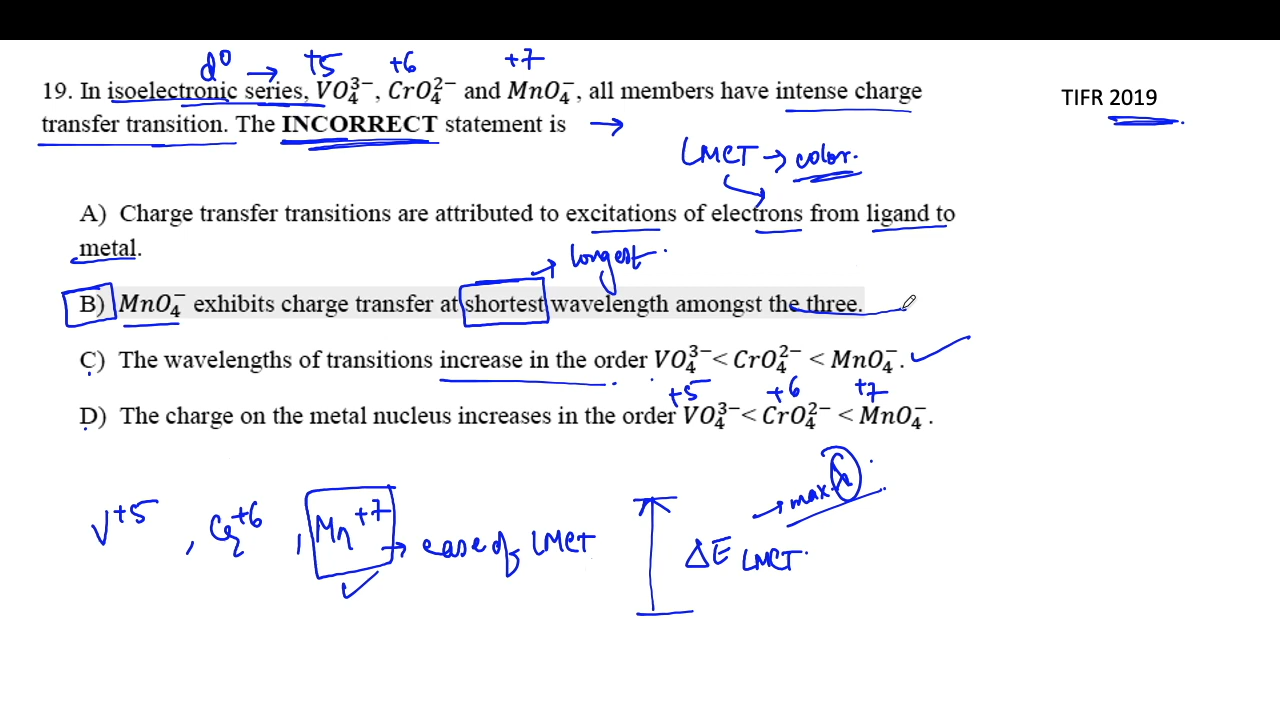 d⁰ → +5 +6 +7
19. In isoelectronic series, VO₄³⁻, CrO₄²⁻ and MnO₄⁻, all members have intense charge
TIFR 2019
transfer transition. The INCORRECT statement is →
LMCT → color.
A) Charge transfer transitions are attributed to excitations of electrons from ligand to
metal.
→ longest.
B) MnO₄⁻ exhibits charge transfer at shortest wavelength amongst the three.
C) The wavelengths of transitions increase in the order VO₄³⁻ < CrO₄²⁻ < MnO₄⁻. ✓
+5 +6 +7
D) The charge on the metal nucleus increases in the order VO₄³⁻ < CrO₄²⁻ < MnO₄⁻.
→ max
V⁺⁵, Cr⁺⁶, Mn⁺⁷ → ease of LMCT
ΔE LMCT.